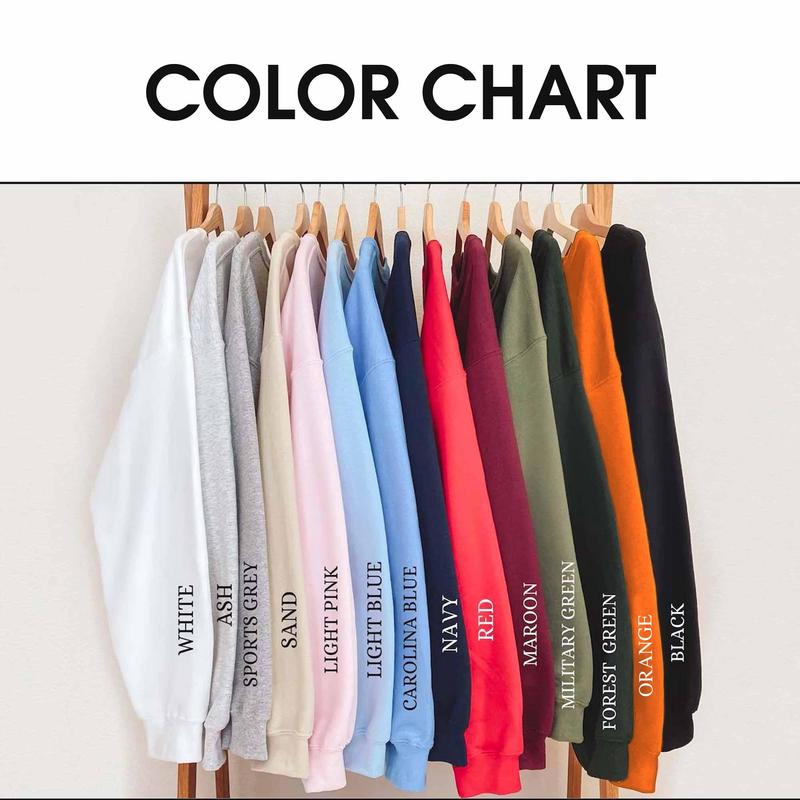 COLOR CHART
WHITE
ASH
SPORTS GREY
SAND
LIGHT PINK
LIGHT BLUE
CAROLINA BLUE
NAVY
RED
MAROON
MILITARY GREEN
FOREST GREEN
ORANGE
BLACK